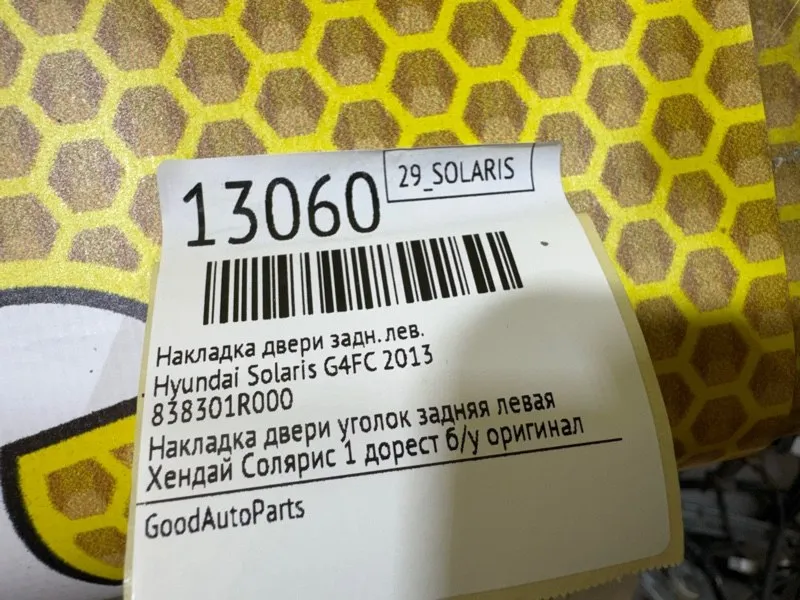 29_SOLARIS
13060
Накладка двери задн.лев.
Hyundai Solaris G4FC 2013
838301R000
Накладка двери уголок задняя левая
Хендай Солярис 1 дорест б/у оригинал
GoodAutoParts